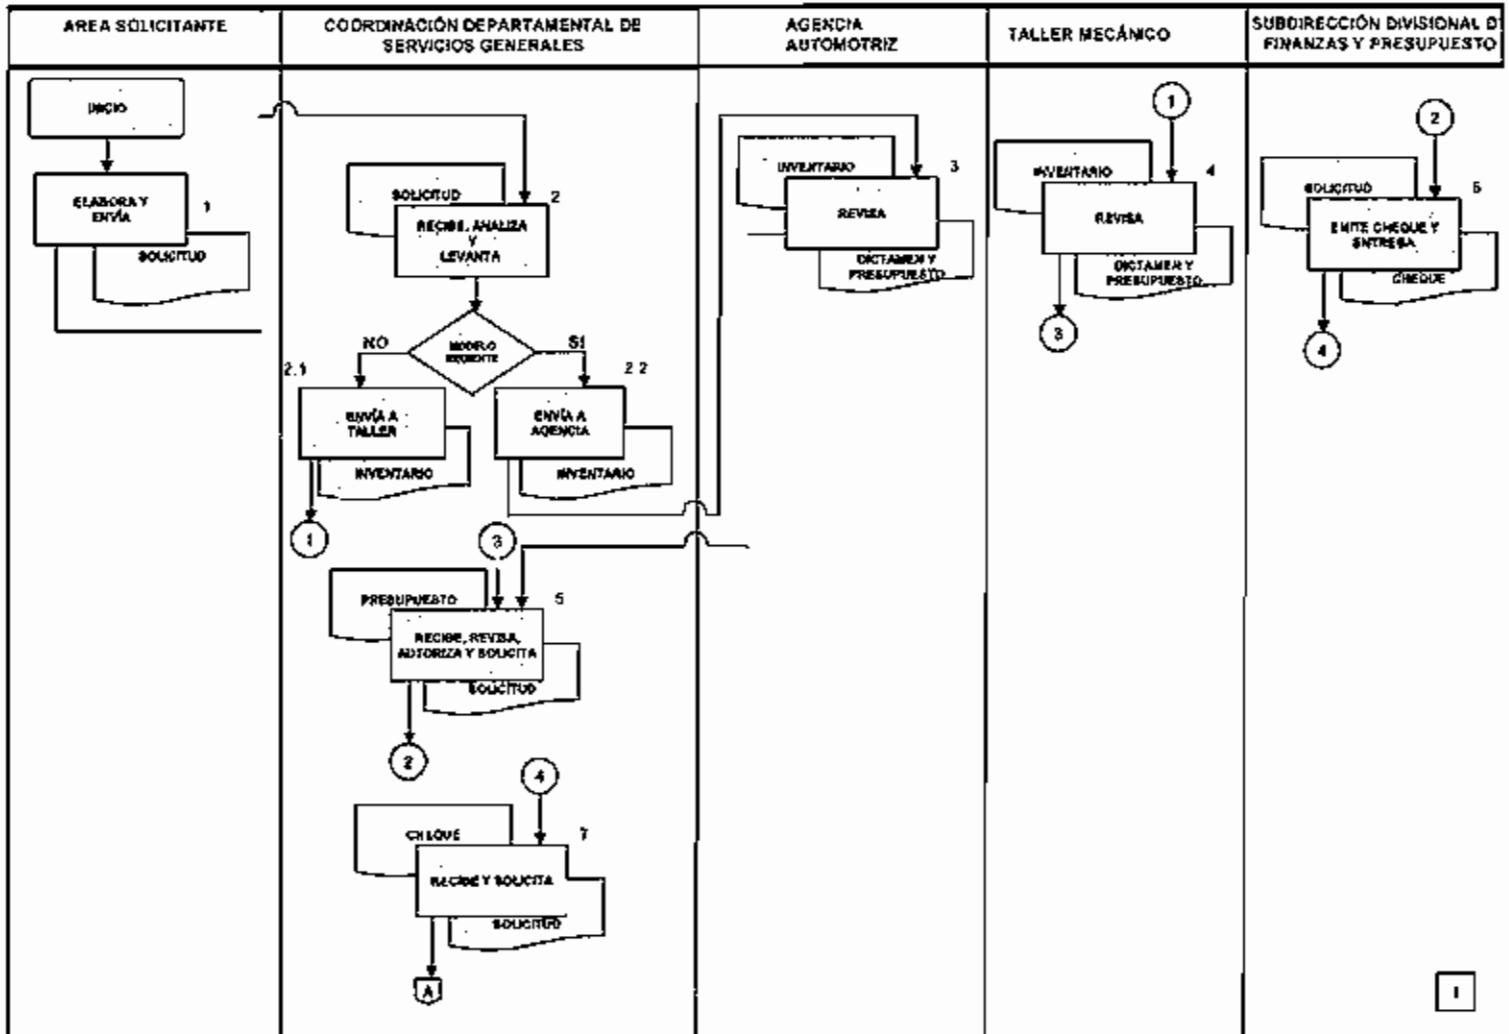 AREA SOLICITANTE
COORDINACIÓN DEPARTAMENTAL DE
SERVICIOS GENERALES
AGENCIA
AUTOMOTRIZ
TALLER MECÁNICO
SUBDIRECCIÓN DIVISIONAL D
FINANZAS Y PRESUPUESTO
INICIO
ELABORA Y
ENVÍA
1
SOLICITUD
SOLICITUD
2
RECIBE, ANALIZA
Y
LEVANTA
MODELO
RECIENTE
NO
SI
2.1
ENVÍA A
TALLER
INVENTARIO
1
2.2
ENVÍA A
AGENCIA
INVENTARIO
3
PRESUPUESTO
5
RECIBE, REVISA,
AUTORIZA Y SOLICITA
SOLICITUD
2
4
CHEQUE
7
RECIBE Y SOLICITA
SOLICITUD
A
INVENTARIO
3
REVISA
DICTAMEN Y
PRESUPUESTO
1
INVENTARIO
4
REVISA
DICTAMEN Y
PRESUPUESTO
3
2
SOLICITUD
6
EMITE CHEQUE Y
ENTREGA
CHEQUE
4
1